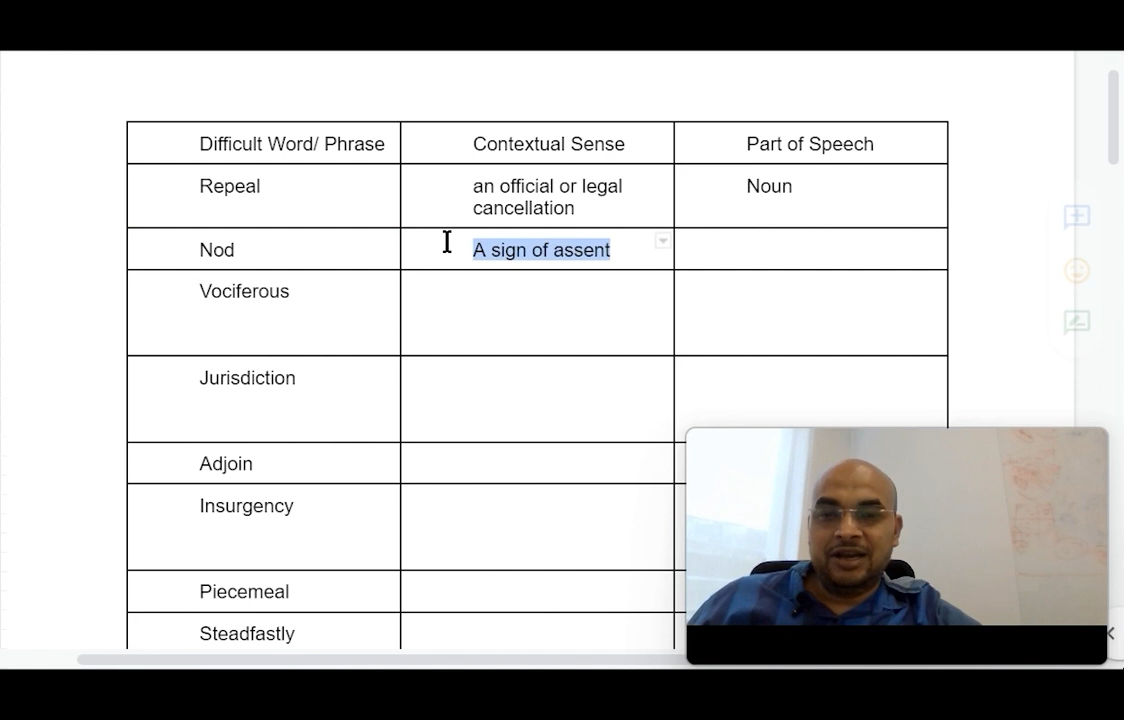 Difficult Word/ Phrase Contextual Sense Part of Speech
Repeal an official or legal Noun
cancellation
Nod A sign of assent
Vociferous
Jurisdiction
Adjoin
Insurgency
Piecemeal
Steadfastly